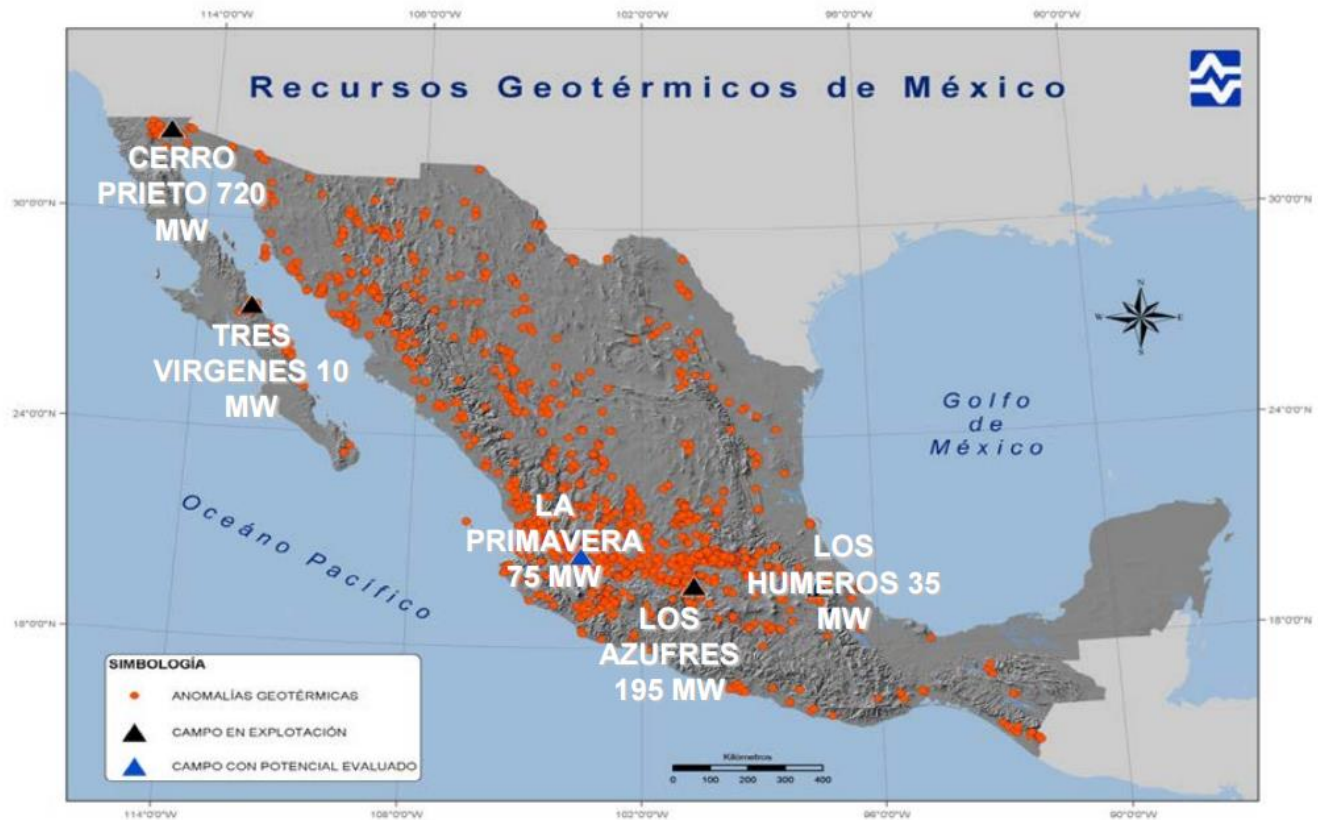 114°0'0"W 108°0'0"W 102°0'0"W 96°0'0"W 90°0'0"W
Recursos Geotérmicos de México
CERRO
PRIETO 720
MW
30°0'0"N 30°0'0"N
N
W E
S
TRES
VIRGENES 10
MW
24°0'0"N 24°0'0"N
Golfo
de
México
Oceáno Pacífico
LA
PRIMAVERA
75 MW
LOS
HUMEROS 35
MW
LOS
AZUFRES
195 MW
18°0'0"N 18°0'0"N
SIMBOLOGÍA
ANOMALÍAS GEOTÉRMICAS
CAMPO EN EXPLOTACIÓN
CAMPO CON POTENCIAL EVALUADO
Kilometros
0 100 200 300 400
114°0'0"W 108°0'0"W 102°0'0"W 96°0'0"W 90°0'0"W